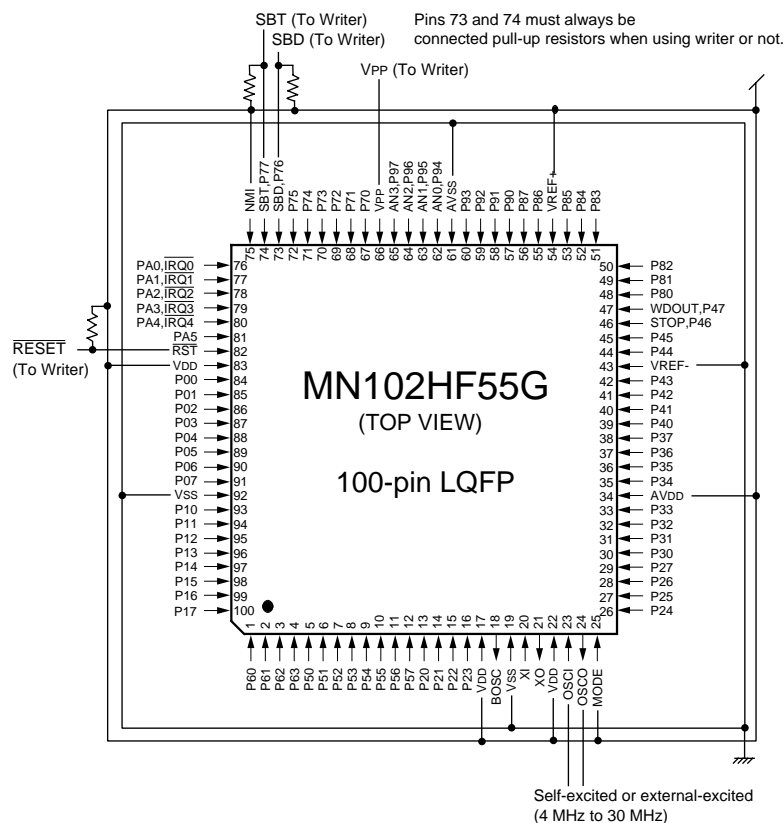 SBT (To Writer)
SBD (To Writer)
Pins 73 and 74 must always be
connected pull-up resistors when using writer or not.
VPP (To Writer)
NMI
SBT,P77
SBD,P76
P75
P74
P73
P72
P71
P70
VPP
AN3,P97
AN2,P96
AN1,P95
AN0,P94
AVSS
P93
P92
P91
P90
P87
P86
VREF+
P85
P84
P83
75 74 73 72 71 70 69 68 67 66 65 64 63 62 61 60 59 58 57 56 55 54 53 52 51
PA0,IRQ0 76
PA1,IRQ1 77
PA2,IRQ2 78
PA3,IRQ3 79
PA4,IRQ4 80
PA5 81
RESET
(To Writer)
RST 82
VDD 83
P00 84
P01 85
P02 86
P03 87
P04 88
P05 89
P06 90
P07 91
VSS 92
P10 93
P11 94
P12 95
P13 96
P14 97
P15 98
P16 99
P17 100
MN102HF55G
(TOP VIEW)
100-pin LQFP
50 P82
49 P81
48 P80
47 WDOUT,P47
46 STOP,P46
45 P45
44 P44
43 VREF-
42 P43
41 P42
40 P41
39 P40
38 P37
37 P36
36 P35
35 P34
34 AVDD
33 P33
32 P32
31 P31
30 P30
29 P27
28 P26
27 P25
26 P24
1 2 3 4 5 6 7 8 9 10 11 12 13 14 15 16 17 18 19 20 21 22 23 24 25
P60
P61
P62
P63
P50
P51
P52
P53
P54
P55
P56
P57
P20
P21
P22
P23
VDD
BOSC
VSS
XI
XO
VDD
OSCI
OSCO
MODE
Self-excited or external-excited
(4 MHz to 30 MHz)